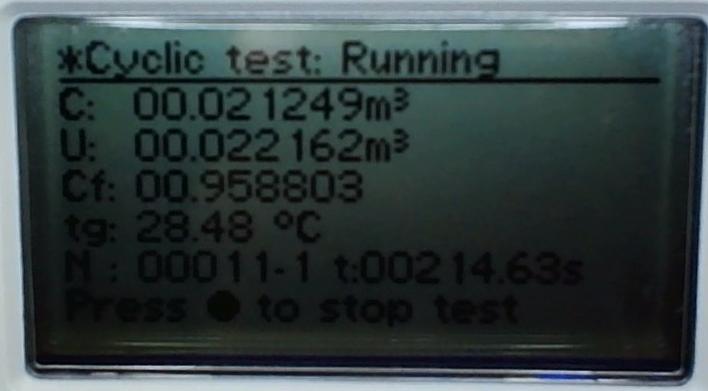 *Cyclic test: Running
C: 00.021249m³
U: 00.022162m³
Cf: 00.958803
tg: 28.48 °C
N : 00011-1 t:00214.63s
Press ● to stop test